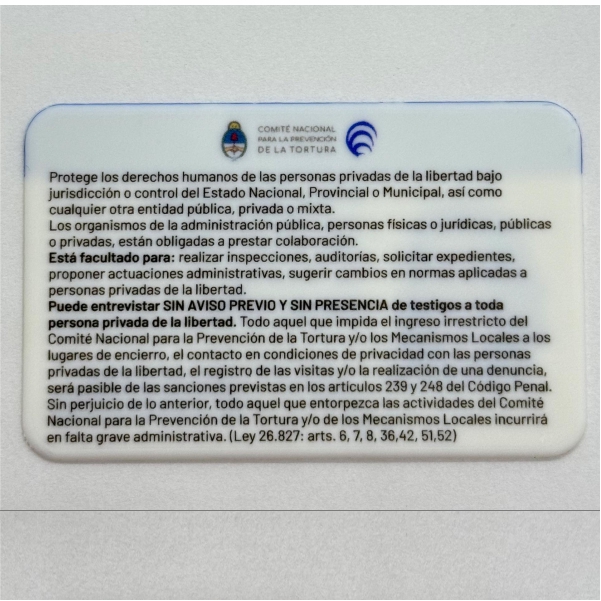 COMITÉ NACIONAL
PARA LA PREVENCIÓN
DE LA TORTURA
Protege los derechos humanos de las personas privadas de la libertad bajo
jurisdicción o control del Estado Nacional, Provincial o Municipal, así como
cualquier otra entidad pública, privada o mixta.
Los organismos de la administración pública, personas físicas o jurídicas, públicas
o privadas, están obligadas a prestar colaboración.
Está facultado para: realizar inspecciones, auditorías, solicitar expedientes,
proponer actuaciones administrativas, sugerir cambios en normas aplicadas a
personas privadas de la libertad.
Puede entrevistar SIN AVISO PREVIO Y SIN PRESENCIA de testigos a toda
persona privada de la libertad. Todo aquel que impida el ingreso irrestricto del
Comité Nacional para la Prevención de la Tortura y/o los Mecanismos Locales a los
lugares de encierro, el contacto en condiciones de privacidad con las personas
privadas de la libertad, el registro de las visitas y/o la realización de una denuncia,
será pasible de las sanciones previstas en los artículos 239 y 248 del Código Penal.
Sin perjuicio de lo anterior, todo aquel que entorpezca las actividades del Comité
Nacional para la Prevención de la Tortura y/o de los Mecanismos Locales incurrirá
en falta grave administrativa. (Ley 26.827: arts. 6, 7, 8, 36,42, 51,52)